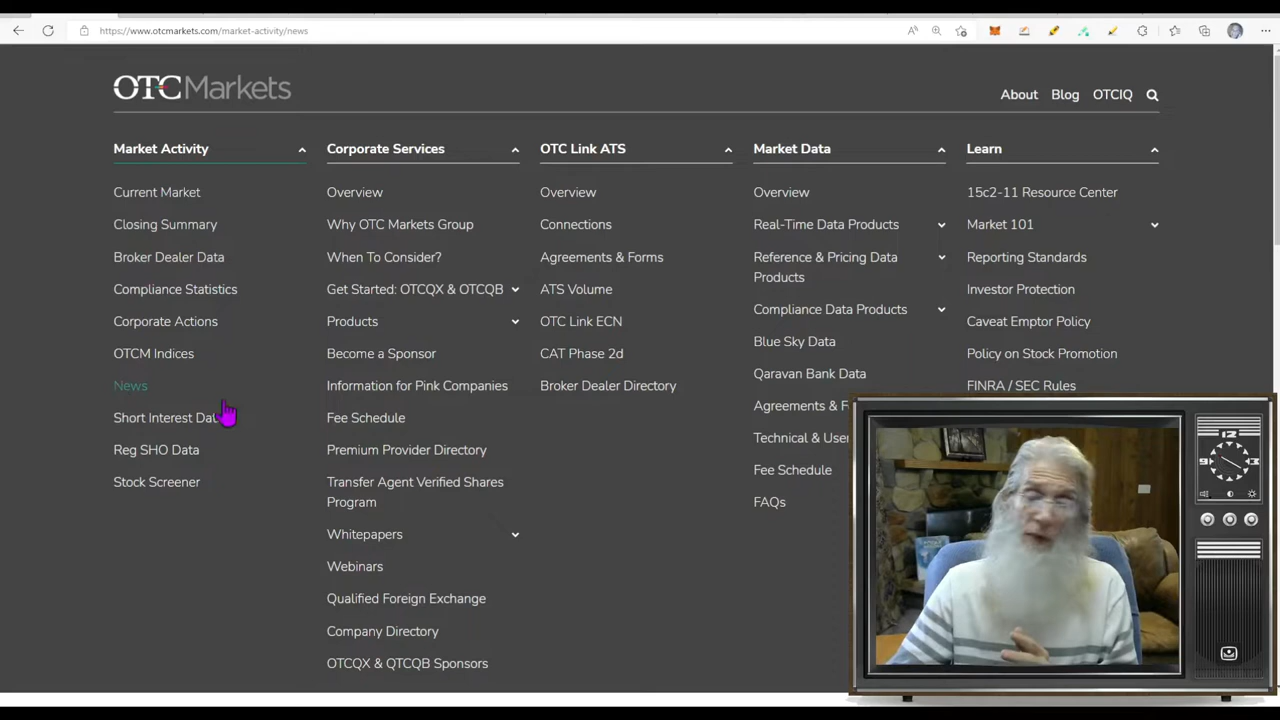 https://www.otcmarkets.com/market-activity/news
OTCMarkets
About Blog OTCIQ
Market Activity
Current Market
Closing Summary
Broker Dealer Data
Compliance Statistics
Corporate Actions
OTCM Indices
News
Short Interest Da
Reg SHO Data
Stock Screener
Corporate Services
Overview
Why OTC Markets Group
When To Consider?
Get Started: OTCQX & OTCQB
Products
Become a Sponsor
Information for Pink Companies
Fee Schedule
Premium Provider Directory
Transfer Agent Verified Shares
Program
Whitepapers
Webinars
Qualified Foreign Exchange
Company Directory
OTCQX & QTCQB Sponsors
OTC Link ATS
Overview
Connections
Agreements & Forms
ATS Volume
OTC Link ECN
CAT Phase 2d
Broker Dealer Directory
Market Data
Overview
Real-Time Data Products
Reference & Pricing Data
Products
Compliance Data Products
Blue Sky Data
Qaravan Bank Data
Agreements & F
Technical & User
Fee Schedule
FAQs
Learn
15c2-11 Resource Center
Market 101
Reporting Standards
Investor Protection
Caveat Emptor Policy
Policy on Stock Promotion
FINRA / SEC Rules
12
9 3